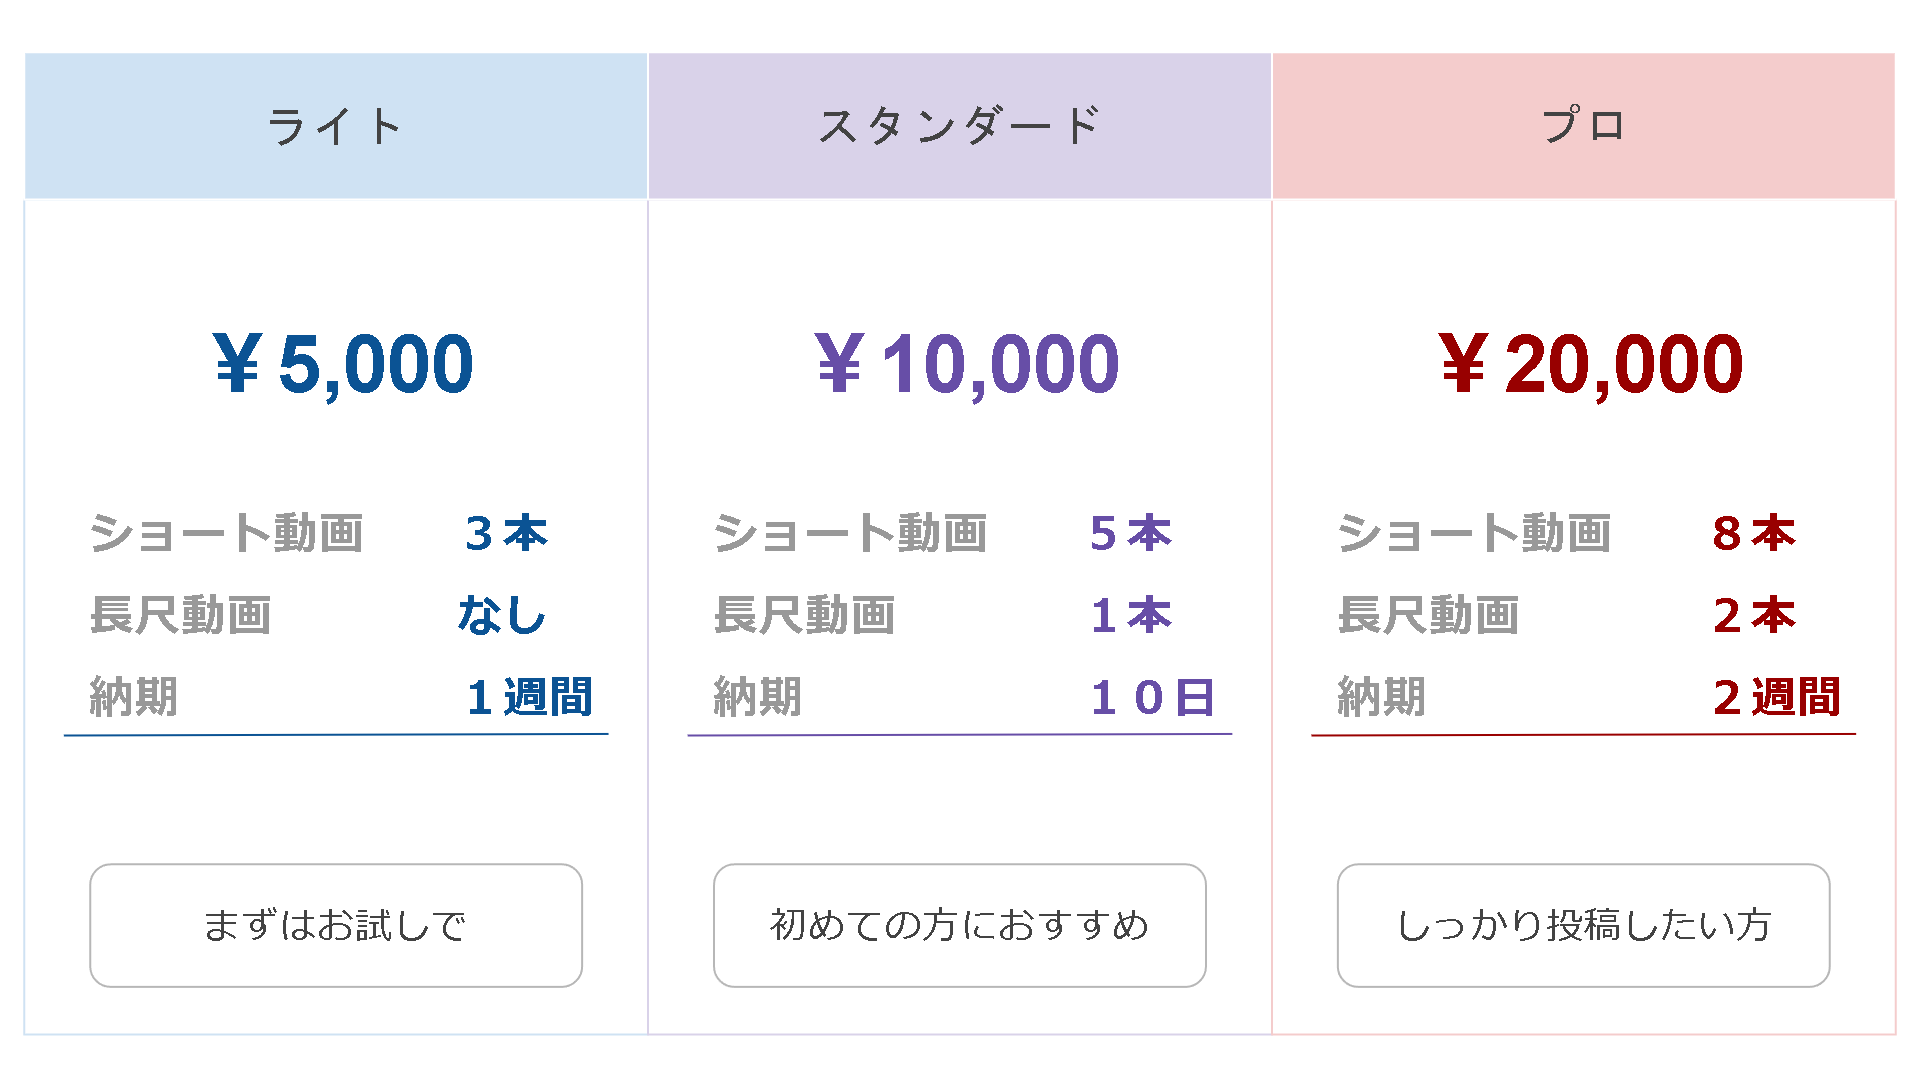 ライト
￥5,000
ショート動画 ３本
長尺動画 なし
納期 １週間
まずはお試しで
スタンダード
￥10,000
ショート動画 ５本
長尺動画 １本
納期 １０日
初めての方におすすめ
プロ
￥20,000
ショート動画 ８本
長尺動画 ２本
納期 ２週間
しっかり投稿したい方